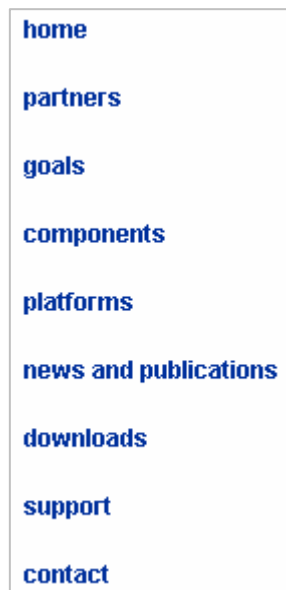 home
partners
goals
components
platforms
news and publications
downloads
support
contact